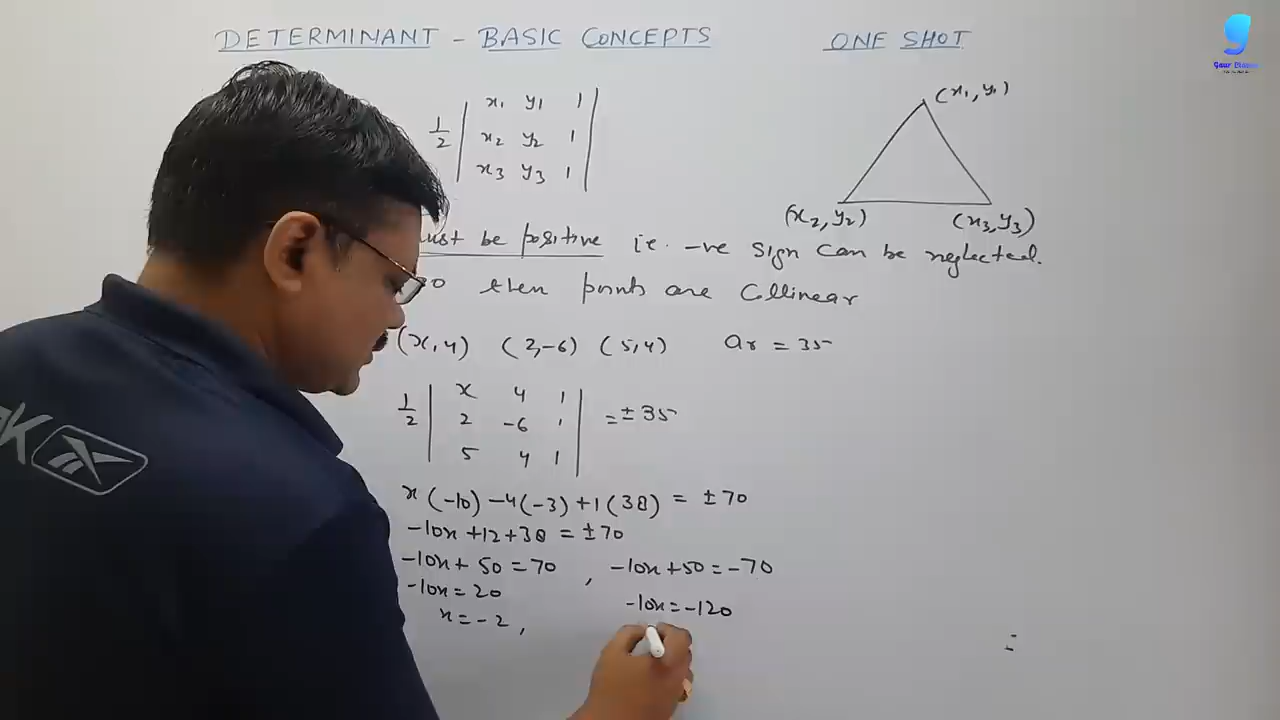 DETERMINANT - BASIC CONCEPTS ONE SHOT
g
1/2 | x₁ y₁ 1 |
| x₂ y₂ 1 |
| x₃ y₃ 1 |
(x₁, y₁)
(x₂, y₂) (x₃, y₃)
must be positive i.e. -ve sign can be neglected.
then points are Collinear
(x, 4) (2, -6) (5, 4) ar = 35
1/2 | x 4 1 |
| 2 -6 1 | = ±35
| 5 4 1 |
x(-10) -4(-3) +1(38) = ±70
-10x +12+38 = ±70
-10x + 50 = 70 , -10x + 50 = -70
-10x = 20 -10x = -120
x = -2 ,